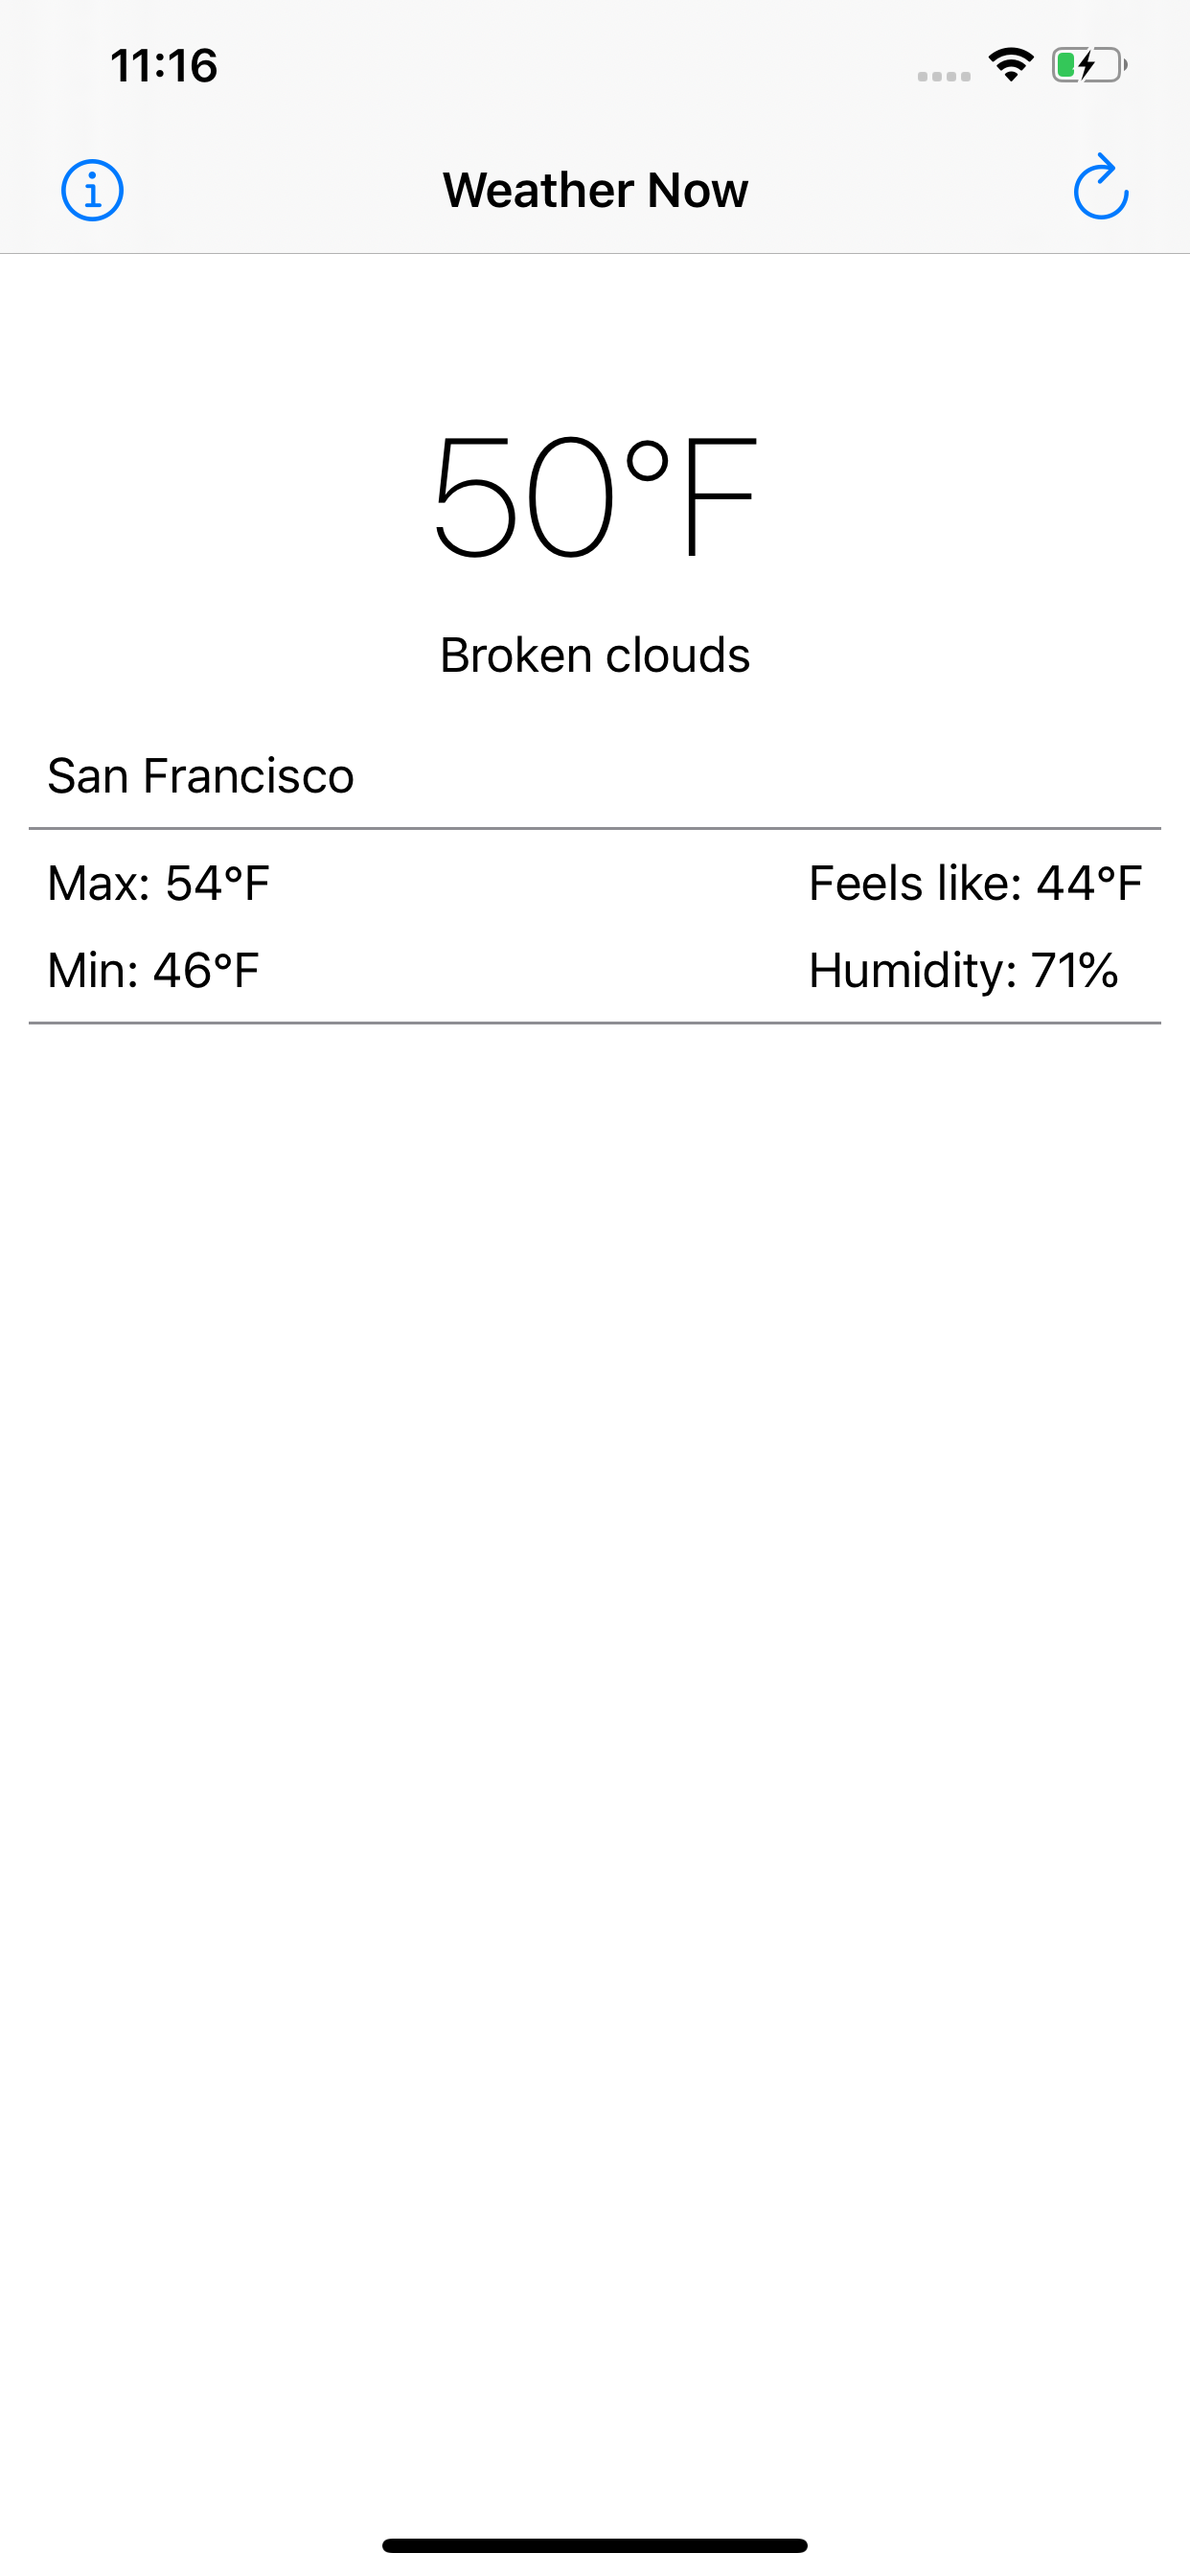 11:16
Weather Now
50°F
Broken clouds
San Francisco
Max: 54°F Feels like: 44°F
Min: 46°F Humidity: 71%